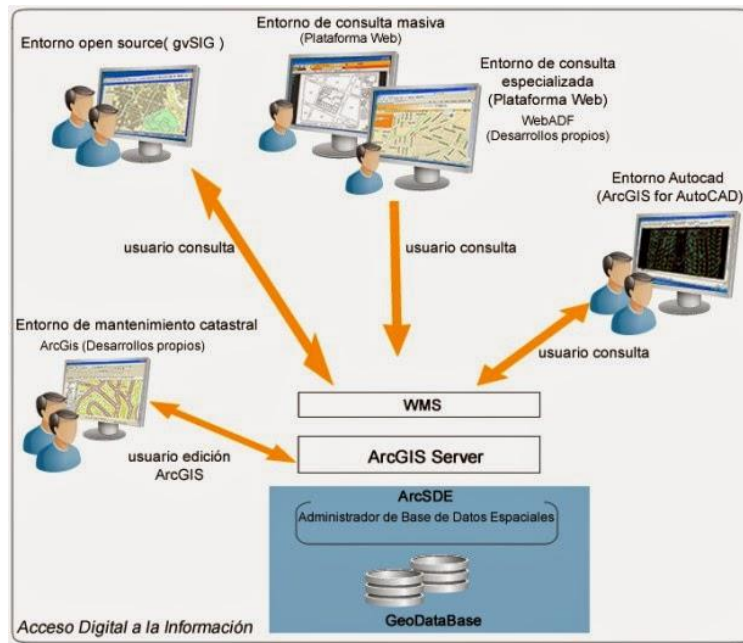 Entorno open source( gvSIG )
Entorno de consulta masiva
(Plataforma Web)
Entorno de consulta
especializada
(Plataforma Web)
WebADF
(Desarrollos propios)
Entorno Autocad
(ArcGIS for AutoCAD)
usuario consulta
usuario consulta
usuario consulta
Entorno de mantenimiento catastral
ArcGis (Desarrollos propios)
usuario edición
ArcGIS
WMS
ArcGIS Server
ArcSDE
Administrador de Base de Datos Espaciales
GeoDataBase
Acceso Digital a la Información